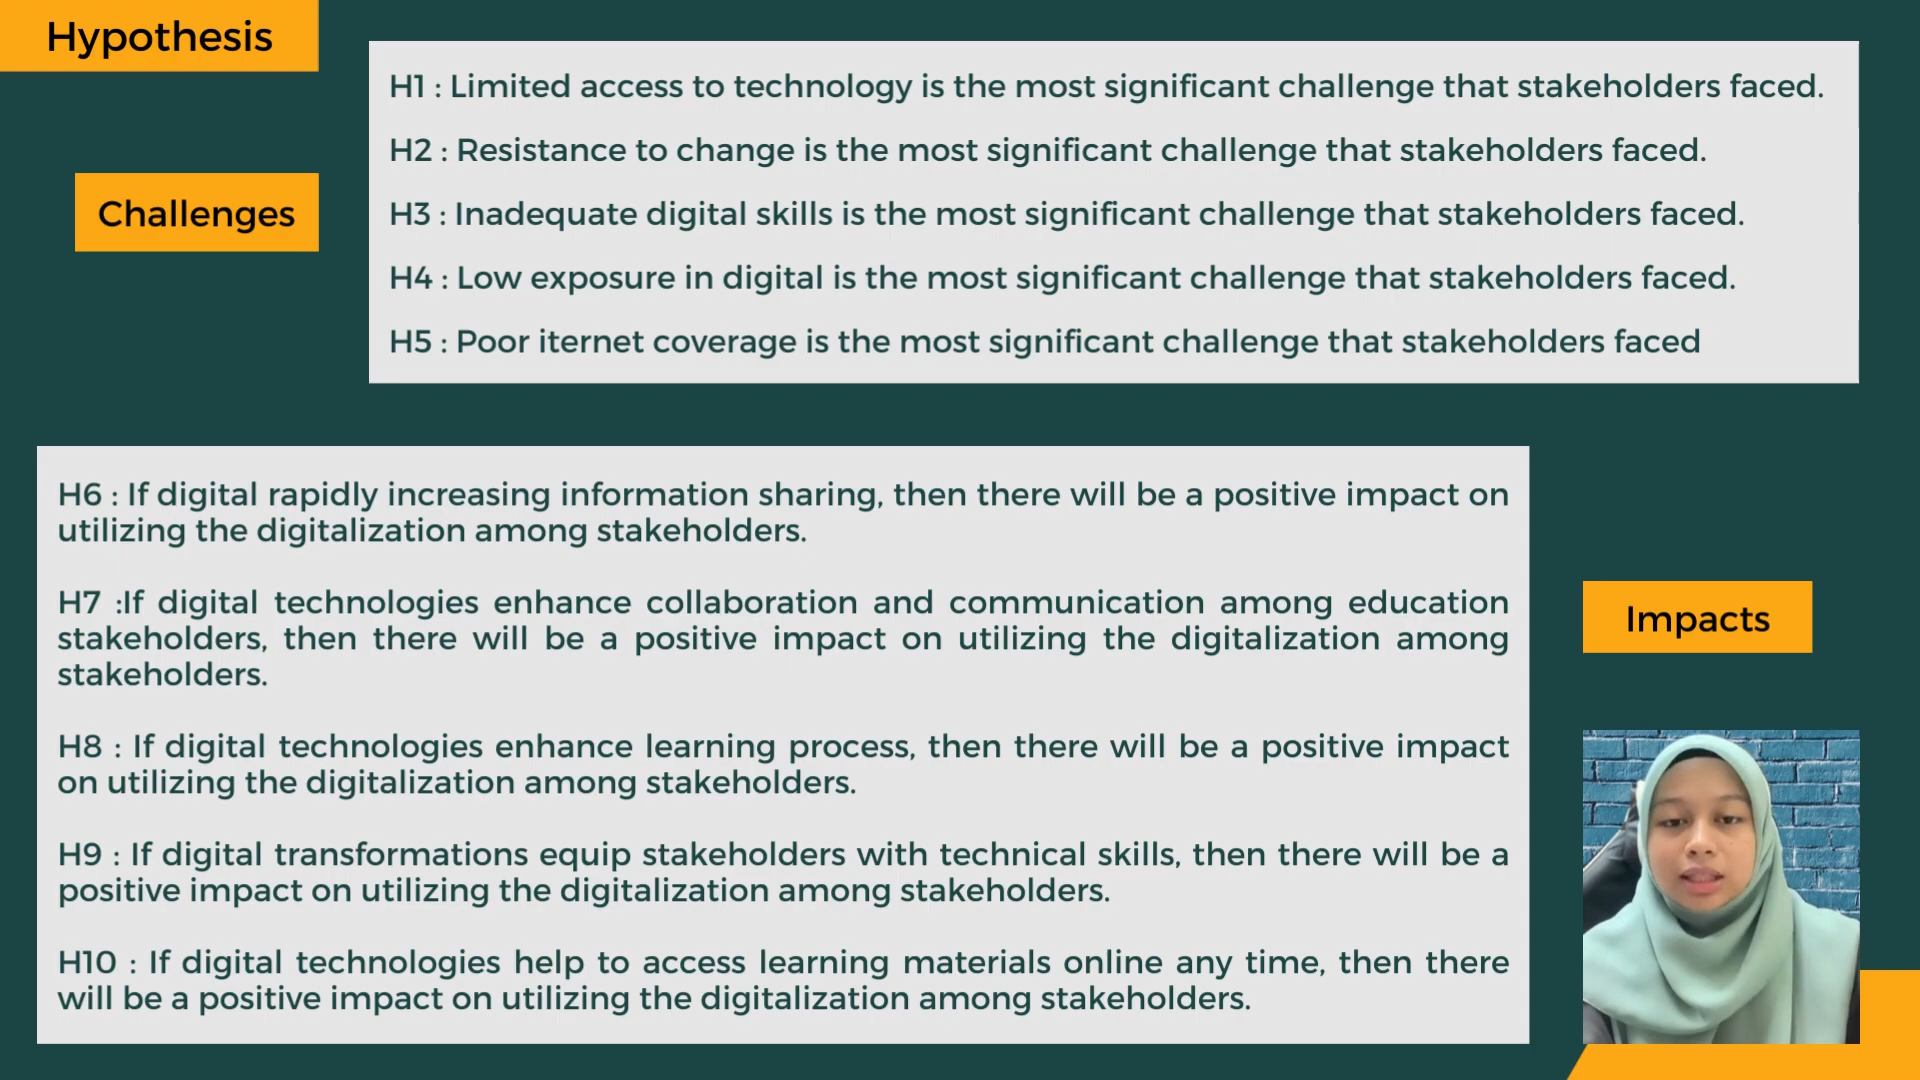 Hypothesis
H1 : Limited access to technology is the most significant challenge that stakeholders faced.
H2 : Resistance to change is the most significant challenge that stakeholders faced.
Challenges
H3 : Inadequate digital skills is the most significant challenge that stakeholders faced.
H4 : Low exposure in digital is the most significant challenge that stakeholders faced.
H5 : Poor iternet coverage is the most significant challenge that stakeholders faced
H6 : If digital rapidly increasing information sharing, then there will be a positive impact on
utilizing the digitalization among stakeholders.
H7 :If digital technologies enhance collaboration and communication among education
stakeholders, then there will be a positive impact on utilizing the digitalization among
stakeholders.
Impacts
H8 : If digital technologies enhance learning process, then there will be a positive impact
on utilizing the digitalization among stakeholders.
H9 : If digital transformations equip stakeholders with technical skills, then there will be a
positive impact on utilizing the digitalization among stakeholders.
H10 : If digital technologies help to access learning materials online any time, then there
will be a positive impact on utilizing the digitalization among stakeholders.